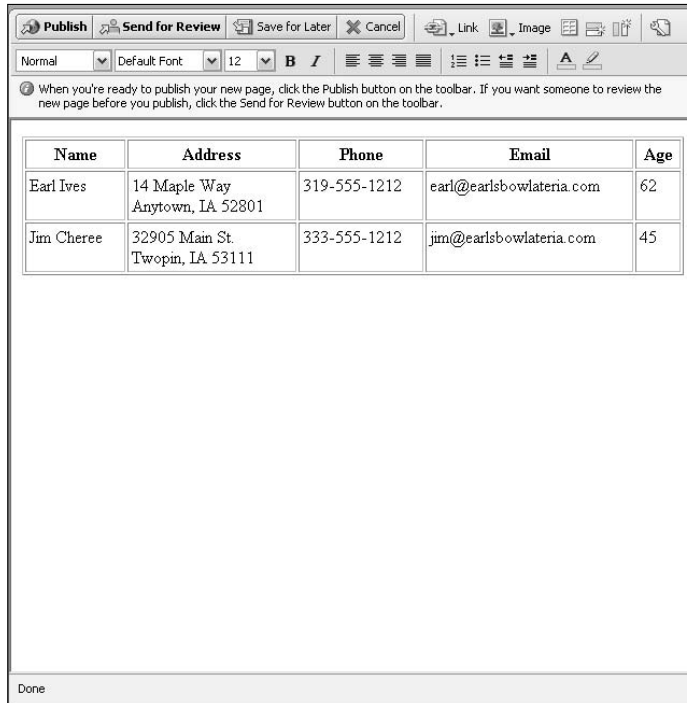 Publish Send for Review Save for Later Cancel Link Image
Normal Default Font 12 B I A
When you're ready to publish your new page, click the Publish button on the toolbar. If you want someone to review the
new page before you publish, click the Send for Review button on the toolbar.
Name Address Phone Email Age
Earl Ives 14 Maple Way 319-555-1212 earl@earlsbowlateria.com 62
Anytown, IA 52801
Jim Cheree 32905 Main St. 333-555-1212 jim@earlsbowlateria.com 45
Twopin, IA 53111
Done